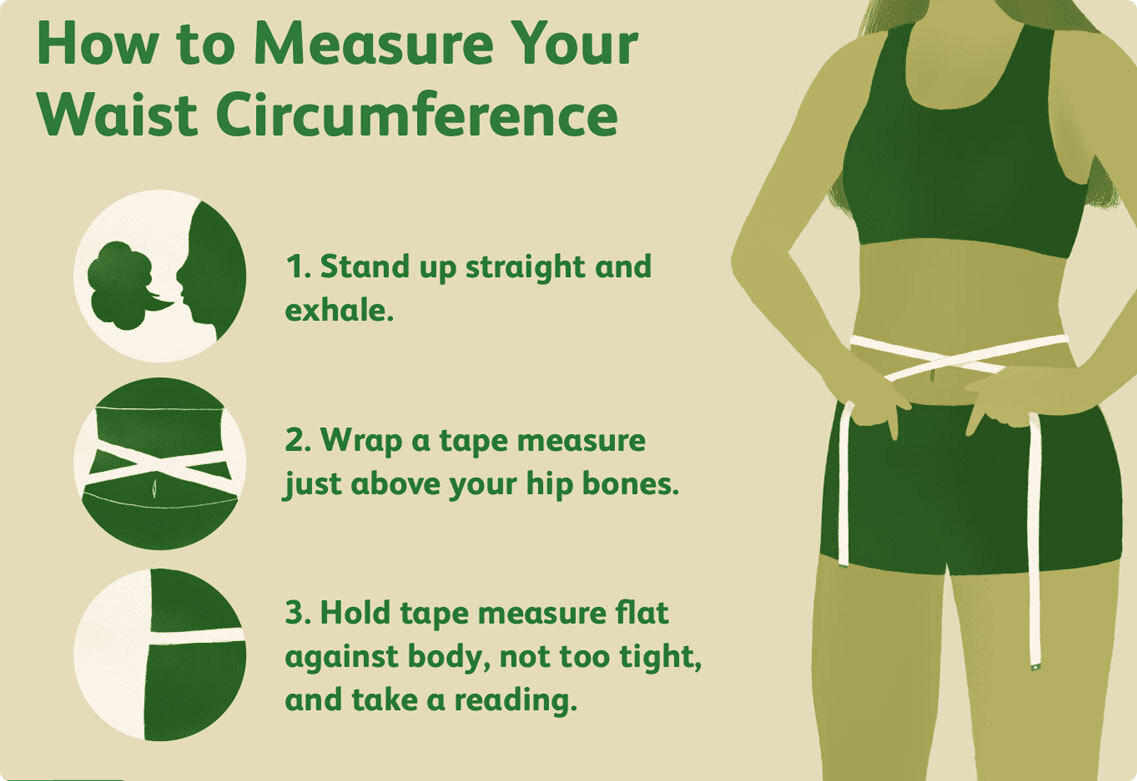 How to Measure Your
Waist Circumference
1. Stand up straight and
exhale.
2. Wrap a tape measure
just above your hip bones.
3. Hold tape measure flat
against body, not too tight,
and take a reading.